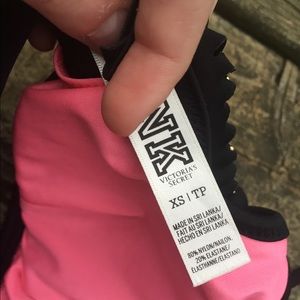 NK
VICTORIA'S
SECRET
XS | TP
MADE IN SRI LANKA/
FAIT AU SRI LANKA/
HECHO EN SRI LANKA.
80% NYLON/NAILON.
20% ELASTANE/
ELASTHANNE/ELASTANO